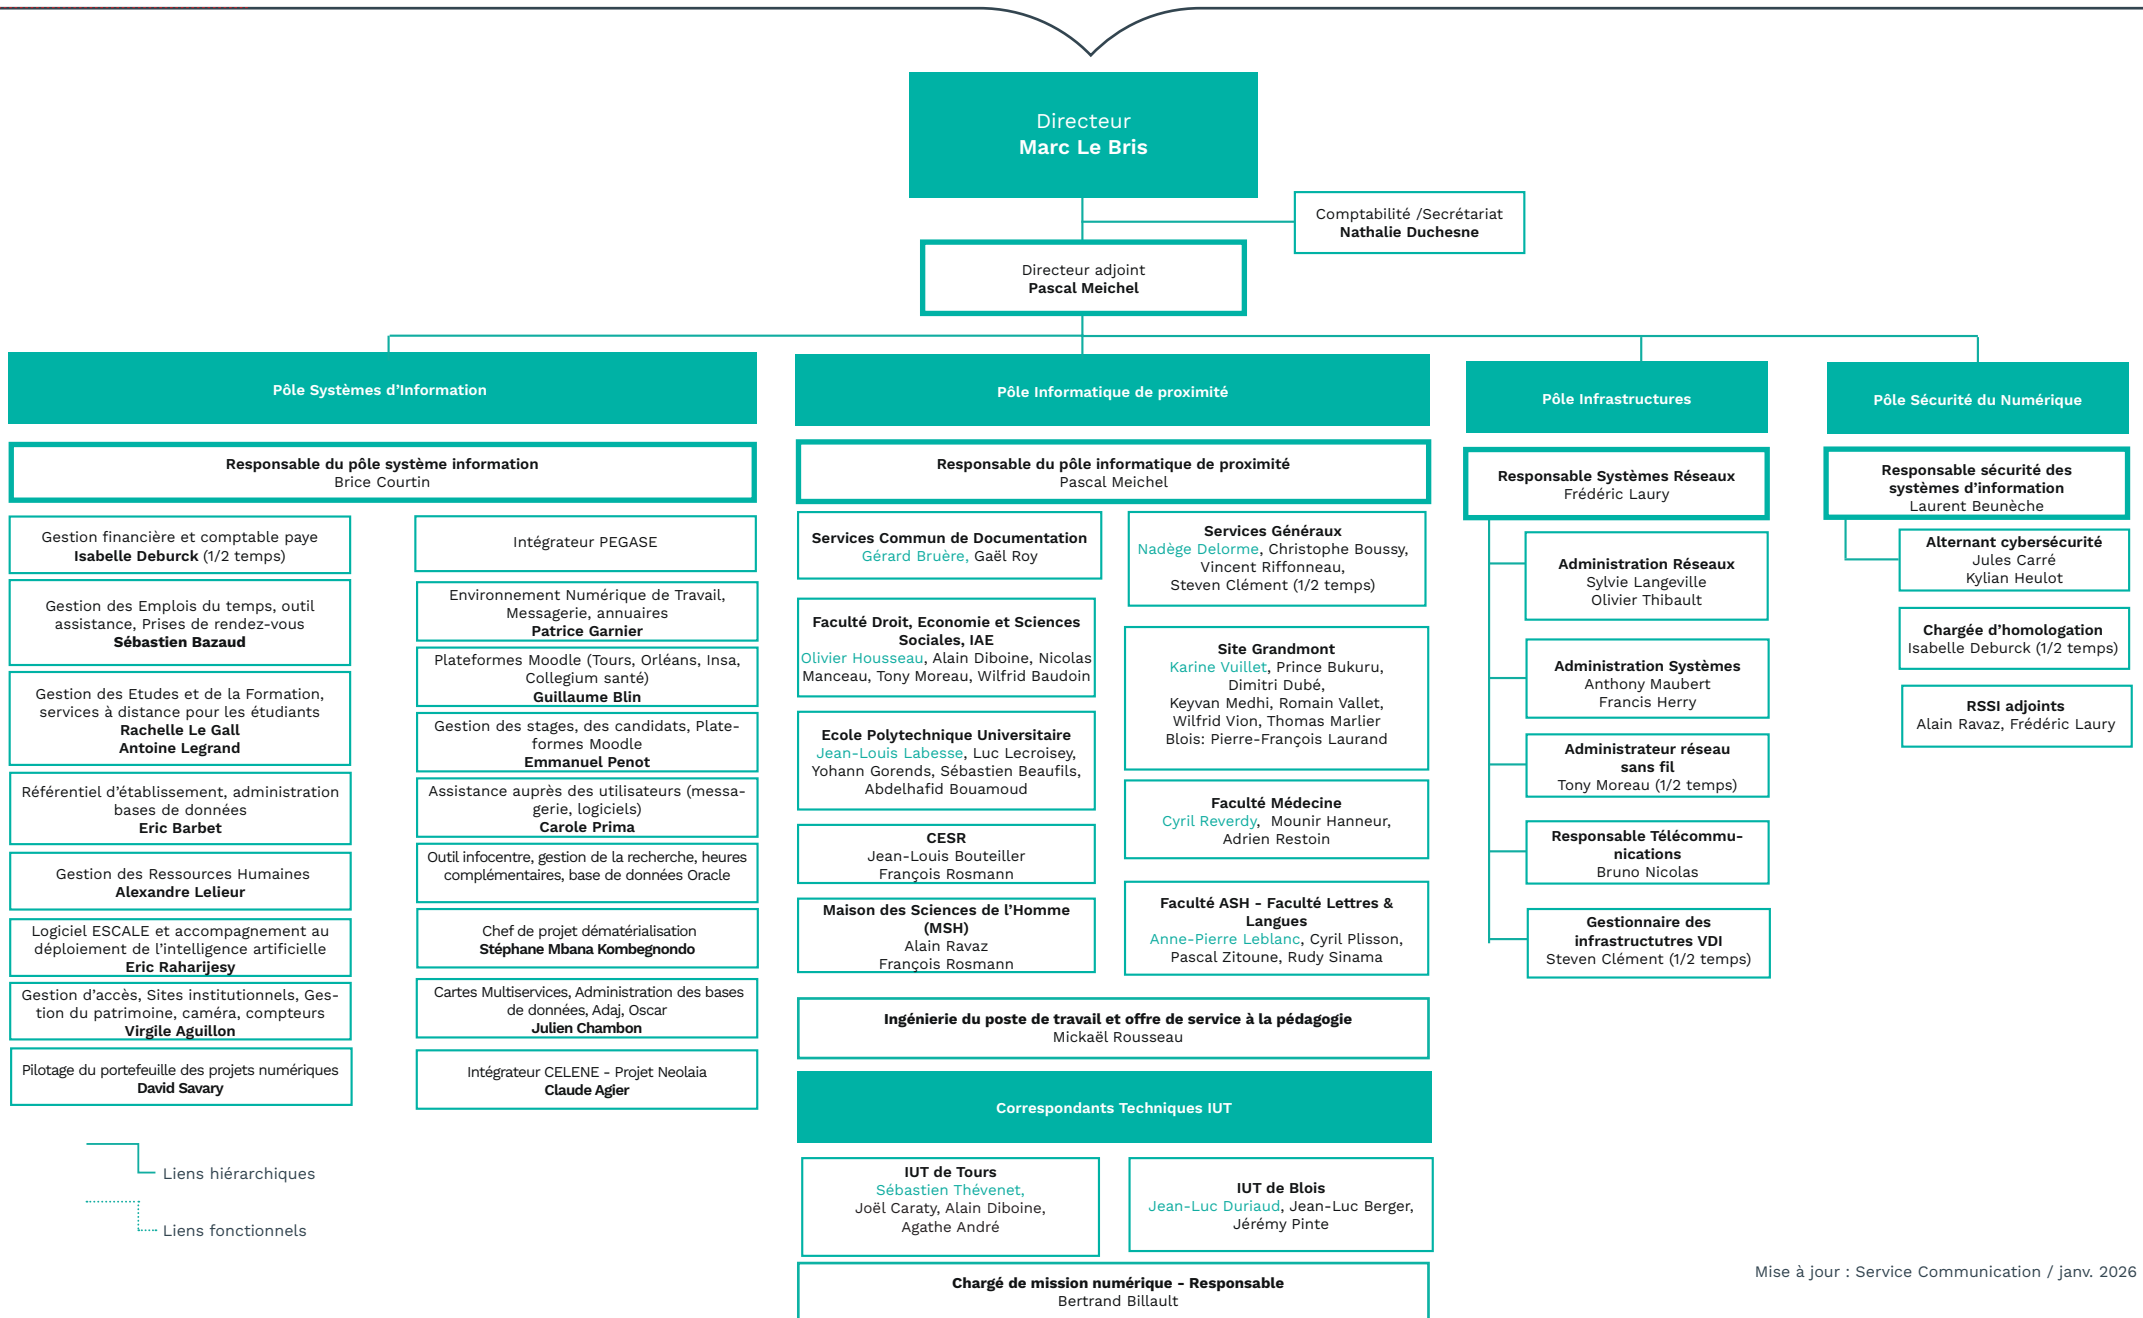 Directeur
Marc Le Bris
Comptabilité /Secrétariat
Nathalie Duchesne
Directeur adjoint
Pascal Meichel
Pôle Systèmes d’Information
Responsable du pôle système information
Brice Courtin
Gestion financière et comptable paye
Isabelle Deburck (1/2 temps)
Gestion des Emplois du temps, outil
assistance, Prises de rendez-vous
Sébastien Bazaud
Gestion des Etudes et de la Formation,
services à distance pour les étudiants
Rachelle Le Gall
Antoine Legrand
Référentiel d’établissement, administration
bases de données
Eric Barbet
Gestion des Ressources Humaines
Alexandre Lelieur
Logiciel ESCALE et accompagnement au
déploiement de l’intelligence artificielle
Eric Raharijesy
Gestion d’accès, Sites institutionnels, Ges-
tion du patrimoine, caméra, compteurs
Virgile Aguillon
Pilotage du portefeuille des projets numériques
David Savary
Intégrateur PEGASE
Environnement Numérique de Travail,
Messagerie, annuaires
Patrice Garnier
Plateformes Moodle (Tours, Orléans, Insa,
Collegium santé)
Guillaume Blin
Gestion des stages, des candidats, Plate-
formes Moodle
Emmanuel Penot
Assistance auprès des utilisateurs (messa-
gerie, logiciels)
Carole Prima
Outil infocentre, gestion de la recherche, heures
complémentaires, base de données Oracle
Chef de projet dématérialisation
Stéphane Mbana Kombegnondo
Cartes Multiservices, Administration des bases
de données, Adaj, Oscar
Julien Chambon
Intégrateur CELENE - Projet Neolaia
Claude Agier
Pôle Informatique de proximité
Responsable du pôle informatique de proximité
Pascal Meichel
Services Commun de Documentation
Gérard Bruère, Gaël Roy
Faculté Droit, Economie et Sciences
Sociales, IAE
Olivier Housseau, Alain Diboine, Nicolas
Manceau, Tony Moreau, Wilfrid Baudoin
Ecole Polytechnique Universitaire
Jean-Louis Labesse, Luc Lecroisey,
Yohann Gorends, Sébastien Beaufils,
Abdelhafid Bouamoud
CESR
Jean-Louis Bouteiller
François Rosmann
Maison des Sciences de l’Homme
(MSH)
Alain Ravaz
François Rosmann
Services Généraux
Nadège Delorme, Christophe Boussy,
Vincent Riffonneau,
Steven Clément (1/2 temps)
Site Grandmont
Karine Vuillet, Prince Bukuru,
Dimitri Dubé,
Keyvan Medhi, Romain Vallet,
Wilfrid Vion, Thomas Marlier
Blois: Pierre-François Laurand
Faculté Médecine
Cyril Reverdy, Mounir Hanneur,
Adrien Restoin
Faculté ASH - Faculté Lettres &
Langues
Anne-Pierre Leblanc, Cyril Plisson,
Pascal Zitoune, Rudy Sinama
Ingénierie du poste de travail et offre de service à la pédagogie
Mickaël Rousseau
Correspondants Techniques IUT
IUT de Tours
Sébastien Thévenet,
Joël Caraty, Alain Diboine,
Agathe André
IUT de Blois
Jean-Luc Duriaud, Jean-Luc Berger,
Jérémy Pinte
Chargé de mission numérique - Responsable
Bertrand Billault
Pôle Infrastructures
Responsable Systèmes Réseaux
Frédéric Laury
Administration Réseaux
Sylvie Langeville
Olivier Thibault
Administration Systèmes
Anthony Maubert
Francis Herry
Administrateur réseau
sans fil
Tony Moreau (1/2 temps)
Responsable Télécommu-
nications
Bruno Nicolas
Gestionnaire des
infrastructutres VDI
Steven Clément (1/2 temps)
Pôle Sécurité du Numérique
Responsable sécurité des
systèmes d’information
Laurent Beunèche
Alternant cybersécurité
Jules Carré
Kylian Heulot
Chargée d’homologation
Isabelle Deburck (1/2 temps)
RSSI adjoints
Alain Ravaz, Frédéric Laury
Liens hiérarchiques
Liens fonctionnels
Mise à jour : Service Communication / janv. 2026